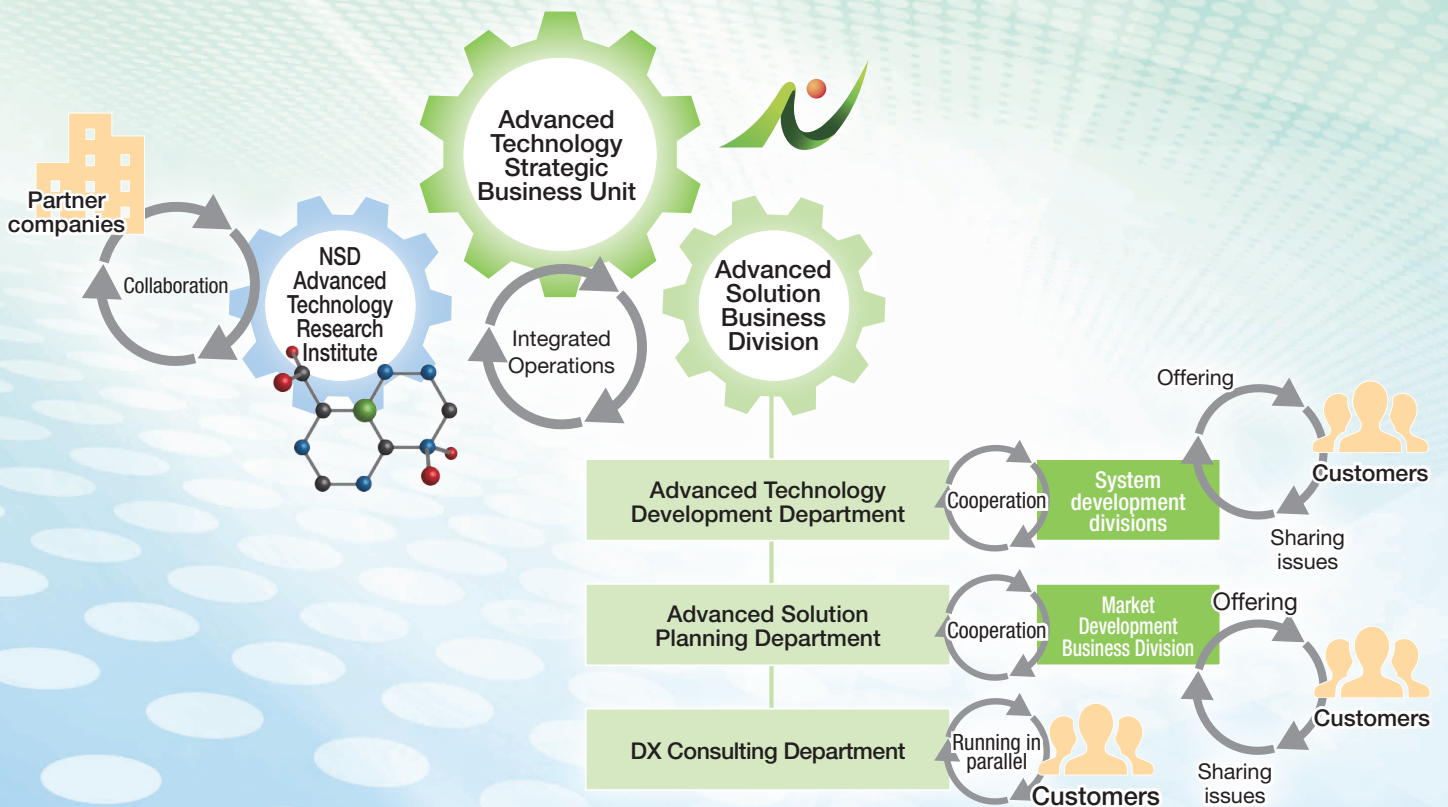 Advanced
Technology
Strategic
Business Unit
Partner
companies
Collaboration
NSD
Advanced
Technology
Research
Institute
Integrated
Operations
Advanced
Solution
Business
Division
Advanced Technology
Development Department
Cooperation
System
development
divisions
Offering
Customers
Sharing
issues
Advanced Solution
Planning Department
Cooperation
Market
Development
Business Division
Offering
Customers
Sharing
issues
DX Consulting Department
Running in
parallel
Customers